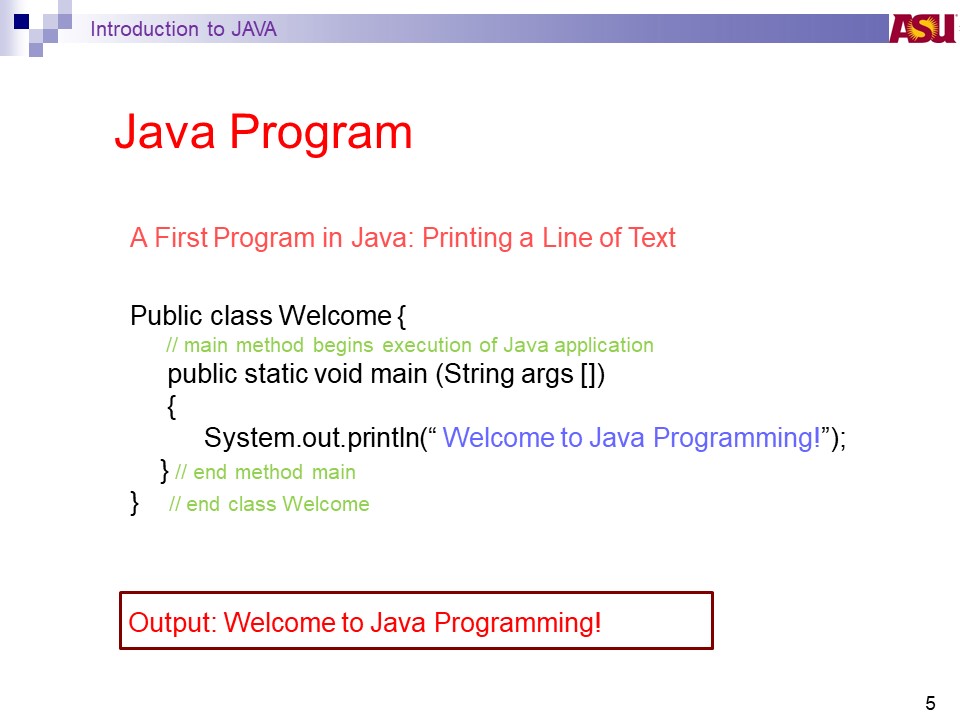 Introduction to JAVA
ASU
Java Program
A First Program in Java: Printing a Line of Text
Public class Welcome {
// main method begins execution of Java application
public static void main (String args [])
{
System.out.println(“ Welcome to Java Programming!”);
} // end method main
} // end class Welcome
Output: Welcome to Java Programming!
5